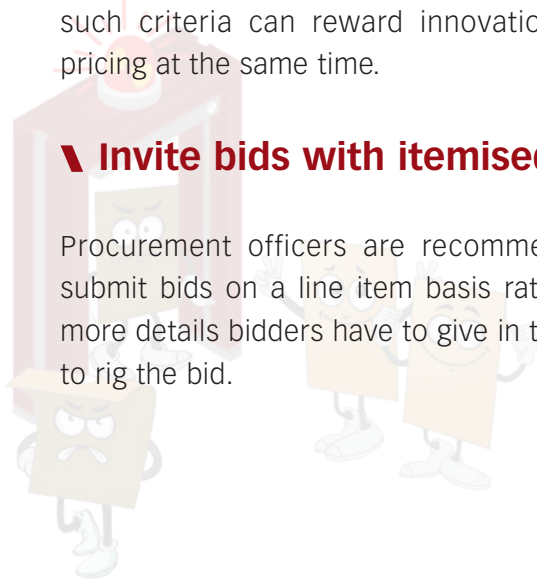 such criteria can reward innovatio
pricing at the same time.
Invite bids with itemised
Procurement officers are recomme
submit bids on a line item basis rat
more details bidders have to give in t
to rig the bid.